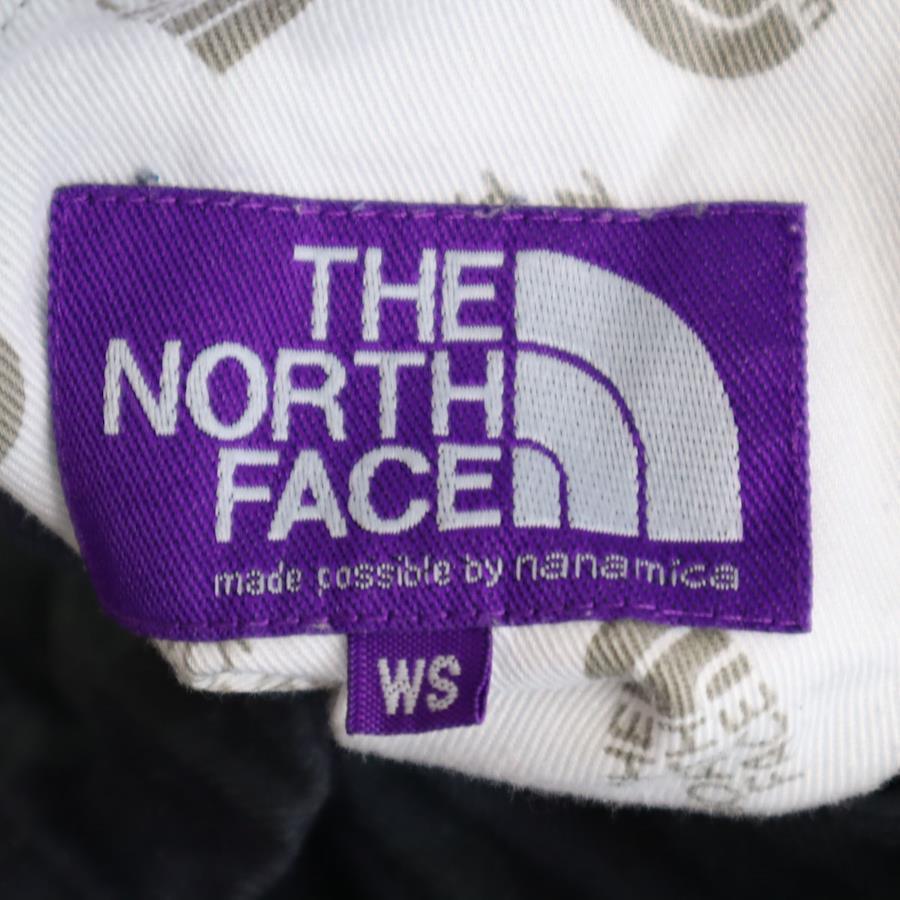 THE
NORTH
FACE
made possible by nanamica
WS